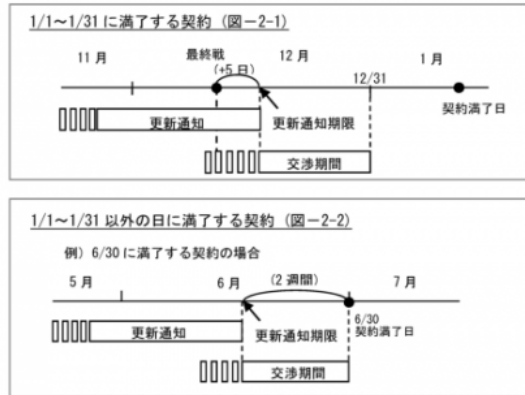 1/1～1/31 に満了する契約（図－2-1）
11 月
最終戦
(+5 日)
12 月
1 月
12/31
契約満了日
更新通知
更新通知期限
交渉期間
1/1～1/31 以外の日に満了する契約（図－2-2）
例）6/30 に満了する契約の場合
5 月
6 月
(2 週間)
7 月
更新通知
更新通知期限
6/30
契約満了日
交渉期間